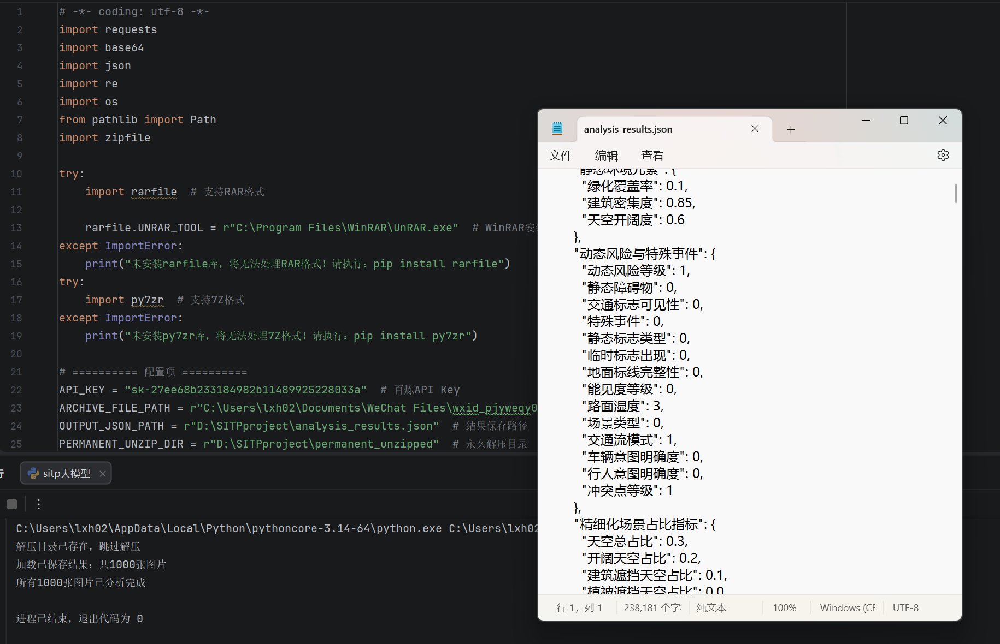 1 # -*- coding: utf-8 -*-
2 import requests
3 import base64
4 import json
5 import re
6 import os
7 from pathlib import Path
8 import zipfile
9
10 try:
11 import rarfile # 支持RAR格式
12
13 rarfile.UNRAR_TOOL = r"C:\Program Files\WinRAR\UnRAR.exe" # WinRAR安
14 except ImportError:
15 print("未安装rarfile库，将无法处理RAR格式！请执行：pip install rarfile")
16 try:
17 import py7zr # 支持7Z格式
18 except ImportError:
19 print("未安装py7zr库，将无法处理7Z格式！请执行：pip install py7zr")
20
21 # ========== 配置项 ==========
22 API_KEY = "sk-27ee68b233184982b11489925228033a" # 百炼API Key
23 ARCHIVE_FILE_PATH = r"C:\Users\lxh02\Documents\WeChat Files\wxid_pjyweqy0
24 OUTPUT_JSON_PATH = r"D:\SITPproject\analysis_results.json" # 结果保存路径
25 PERMANENT_UNZIP_DIR = r"D:\SITPproject\permanent_unzipped" # 永久解压目录
sitp大模型
C:\Users\lxh02\AppData\Local\Python\pythoncore-3.14-64\python.exe C:\Users\lxh02
解压目录已存在，跳过解压
加载已保存结果：共1000张图片
所有1000张图片已分析完成
进程已结束，退出代码为 0
analysis_results.json
文件 编辑 查看
"静态环境元素": {
"绿化覆盖率": 0.1,
"建筑密集度": 0.85,
"天空开阔度": 0.6
},
"动态风险与特殊事件": {
"动态风险等级": 1,
"静态障碍物": 0,
"交通标志可见性": 0,
"特殊事件": 0,
"静态标志类型": 0,
"临时标志出现": 0,
"地面标线完整性": 0,
"能见度等级": 0,
"路面湿度": 3,
"场景类型": 0,
"交通流模式": 1,
"车辆意图明确度": 0,
"行人意图明确度": 0,
"冲突点等级": 1
},
"精细化场景占比指标": {
"天空总占比": 0.3,
"开阔天空占比": 0.2,
"建筑遮挡天空占比": 0.1,
"植被遮挡天空占比": 0.0
行 1，列 1 238,181 个字 纯文本 100% Windows (CF UTF-8